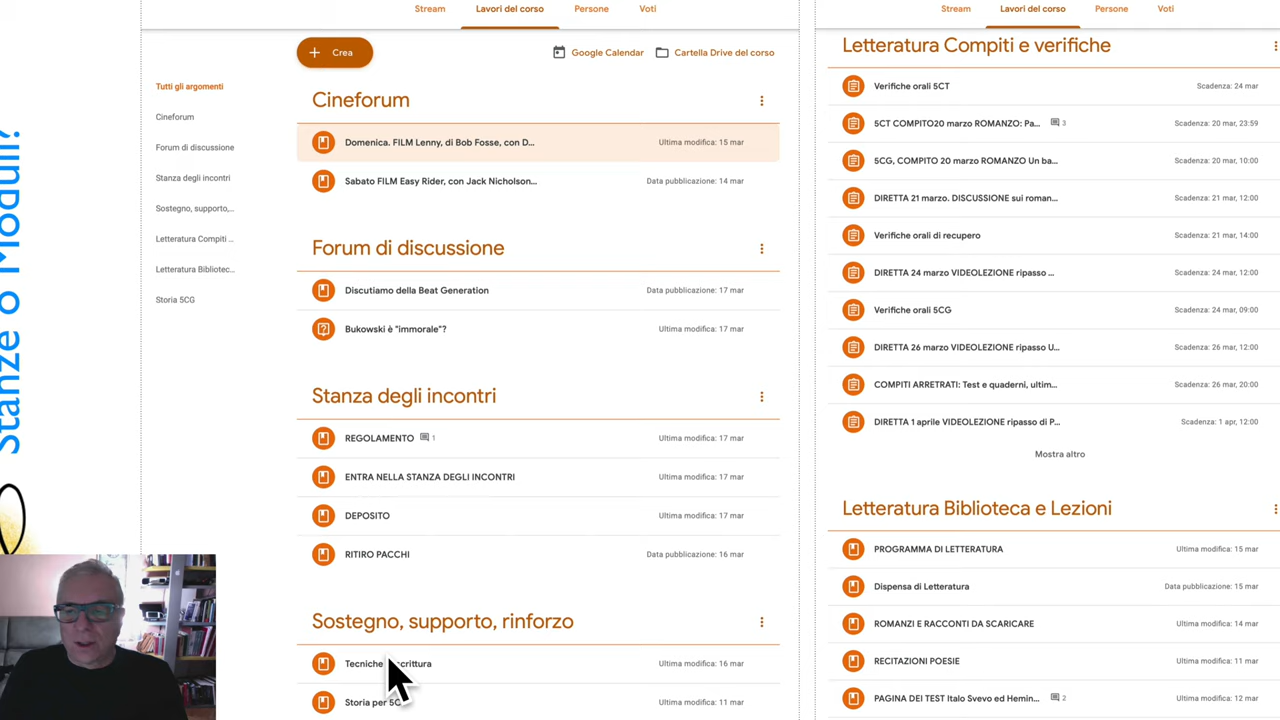 Stanze o Moduli?
Stream
Lavori del corso
Persone
Voti
Crea
Google Calendar
Cartella Drive del corso
Tutti gli argomenti
Cineforum
Forum di discussione
Stanza degli incontri
Sostegno, supporto,...
Letteratura Compiti ...
Letteratura Bibliotec...
Storia 5CG
Cineforum
Domenica. FILM Lenny, di Bob Fosse, con D... Ultima modifica: 15 mar
Sabato FILM Easy Rider, con Jack Nicholson... Data pubblicazione: 14 mar
Forum di discussione
Discutiamo della Beat Generation Data pubblicazione: 17 mar
Bukowski è "immorale"? Ultima modifica: 17 mar
Stanza degli incontri
REGOLAMENTO 1 Ultima modifica: 17 mar
ENTRA NELLA STANZA DEGLI INCONTRI Ultima modifica: 17 mar
DEPOSITO Ultima modifica: 17 mar
RITIRO PACCHI Data pubblicazione: 16 mar
Sostegno, supporto, rinforzo
Tecniche scrittura Ultima modifica: 16 mar
Storia per Ultima modifica: 11 mar
Stream
Lavori del corso
Persone
Voti
Letteratura Compiti e verifiche
Verifiche orali 5CT Scadenza: 24 mar
5CT COMPITO20 marzo ROMANZO: Pa... 3 Scadenza: 20 mar, 23:59
5CG, COMPITO 20 marzo ROMANZO Un ba... Scadenza: 20 mar, 10:00
DIRETTA 21 marzo. DISCUSSIONE sui roman... Scadenza: 21 mar, 12:00
Verifiche orali di recupero Scadenza: 21 mar, 14:00
DIRETTA 24 marzo VIDEOLEZIONE ripasso ... Scadenza: 24 mar, 12:00
Verifiche orali 5CG Scadenza: 24 mar, 09:00
DIRETTA 26 marzo VIDEOLEZIONE ripasso U... Scadenza: 26 mar, 12:00
COMPITI ARRETRATI: Test e quaderni, ultim... Scadenza: 26 mar, 20:00
DIRETTA 1 aprile VIDEOLEZIONE ripasso di P... Scadenza: 1 apr, 12:00
Mostra altro
Letteratura Biblioteca e Lezioni
PROGRAMMA DI LETTERATURA Ultima modifica: 15 mar
Dispensa di Letteratura Data pubblicazione: 15 mar
ROMANZI E RACCONTI DA SCARICARE Ultima modifica: 14 mar
RECITAZIONI POESIE Ultima modifica: 11 mar
PAGINA DEI TEST Italo Svevo ed Hemin... 2 Ultima modifica: 12 mar